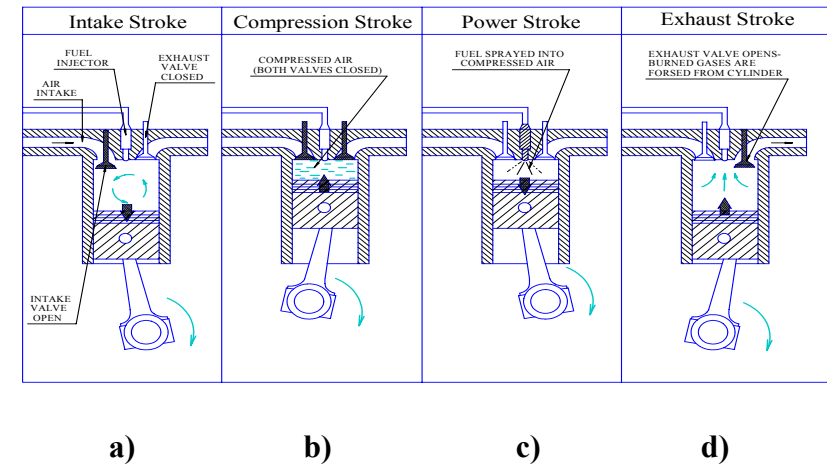 Intake Stroke
Compression Stroke
Power Stroke
Exhaust Stroke
FUEL
INJECTOR
EXHAUST
VALVE
CLOSED
AIR
INTAKE
INTAKE
VALVE
OPEN
COMPRESSED AIR
(BOTH VALVES CLOSED)
FUEL SPRAYED INTO
COMPRESSED AIR
EXHAUST VALVE OPENS-
BURNED GASES ARE
FORSED FROM CYLINDER
a)
b)
c)
d)